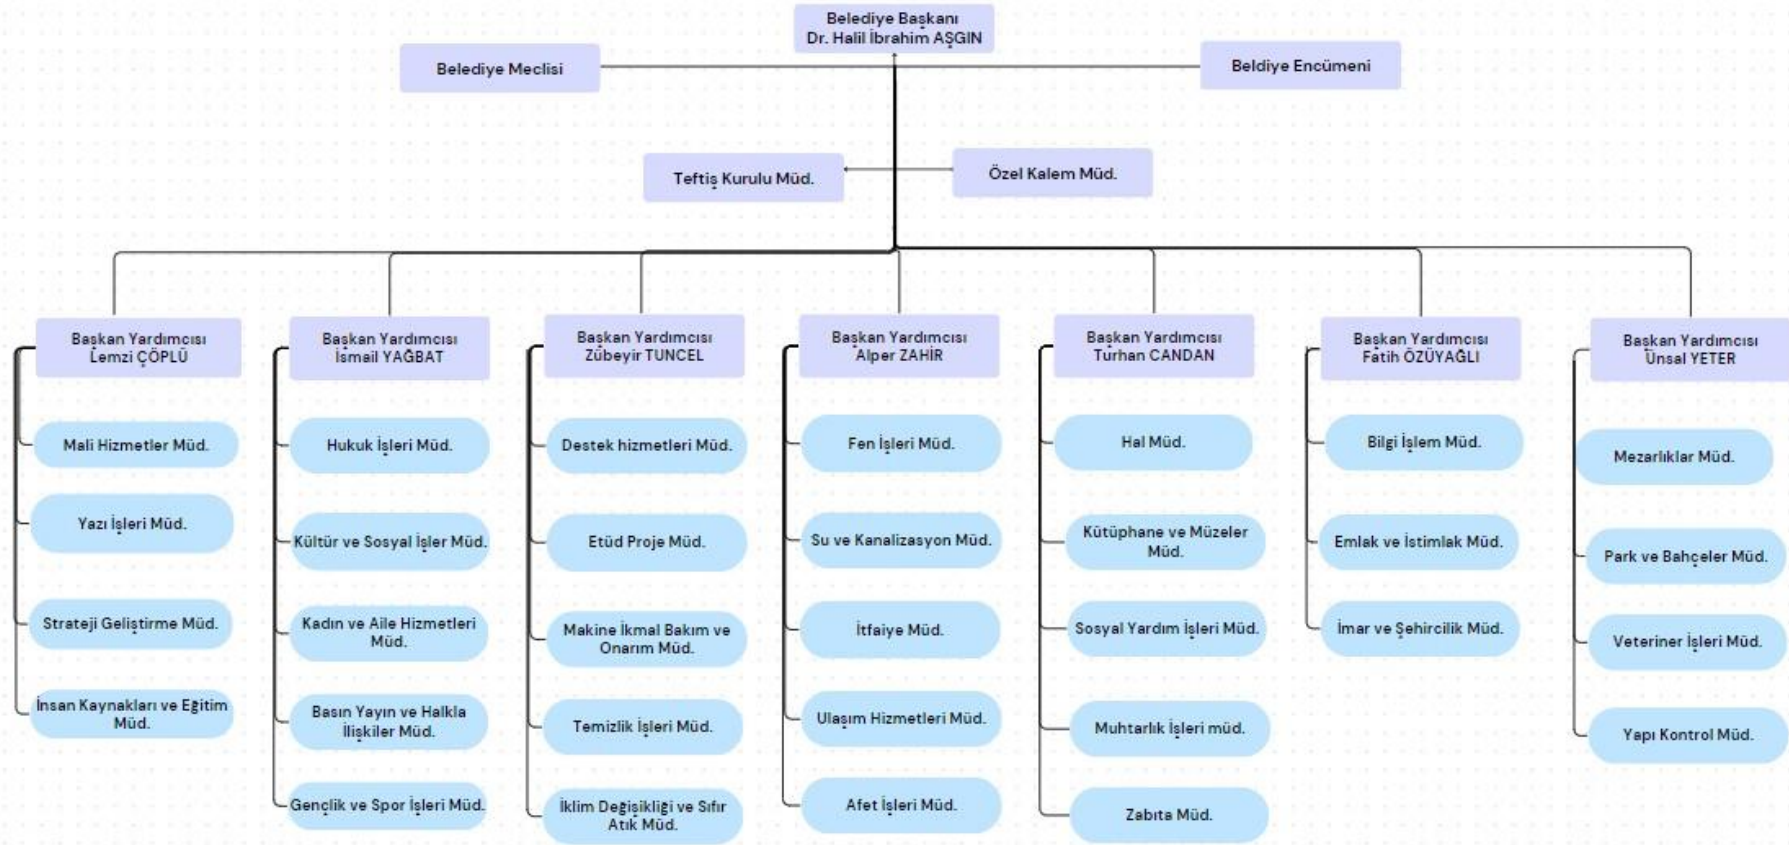 Belediye Başkanı
Dr. Halil İbrahim AŞGIN
Belediye Meclisi
Beldiye Encümeni
Teftiş Kurulu Müd.
Özel Kalem Müd.
Başkan Yardımcısı
Lemzi ÇÖPLÜ
Mali Hizmetler Müd.
Yazı İşleri Müd.
Strateji Geliştirme Müd.
İnsan Kaynakları ve Eğitim
Müd.
Başkan Yardımcısı
İsmail YAĞBAT
Hukuk İşleri Müd.
Kültür ve Sosyal İşler Müd.
Kadın ve Aile Hizmetleri
Müd.
Basın Yayın ve Halkla
İlişkiler Müd.
Gençlik ve Spor İşleri Müd.
Başkan Yardımcısı
Zübeyir TUNCEL
Destek hizmetleri Müd.
Etüd Proje Müd.
Makine İkmal Bakım ve
Onarım Müd.
Temizlik İşleri Müd.
İklim Değişikliği ve Sıfır
Atık Müd.
Başkan Yardımcısı
Alper ZAHİR
Fen İşleri Müd.
Su ve Kanalizasyon Müd.
İtfaiye Müd.
Ulaşım Hizmetleri Müd.
Afet İşleri Müd.
Başkan Yardımcısı
Turhan CANDAN
Hal Müd.
Kütüphane ve Müzeler
Müd.
Sosyal Yardım İşleri Müd.
Muhtarlık İşleri müd.
Zabıta Müd.
Başkan Yardımcısı
Fatih ÖZÜYAĞLI
Bilgi İşlem Müd.
Emlak ve İstimlak Müd.
İmar ve Şehircilik Müd.
Başkan Yardımcısı
Ünsal YETER
Mezarlıklar Müd.
Park ve Bahçeler Müd.
Veteriner İşleri Müd.
Yapı Kontrol Müd.